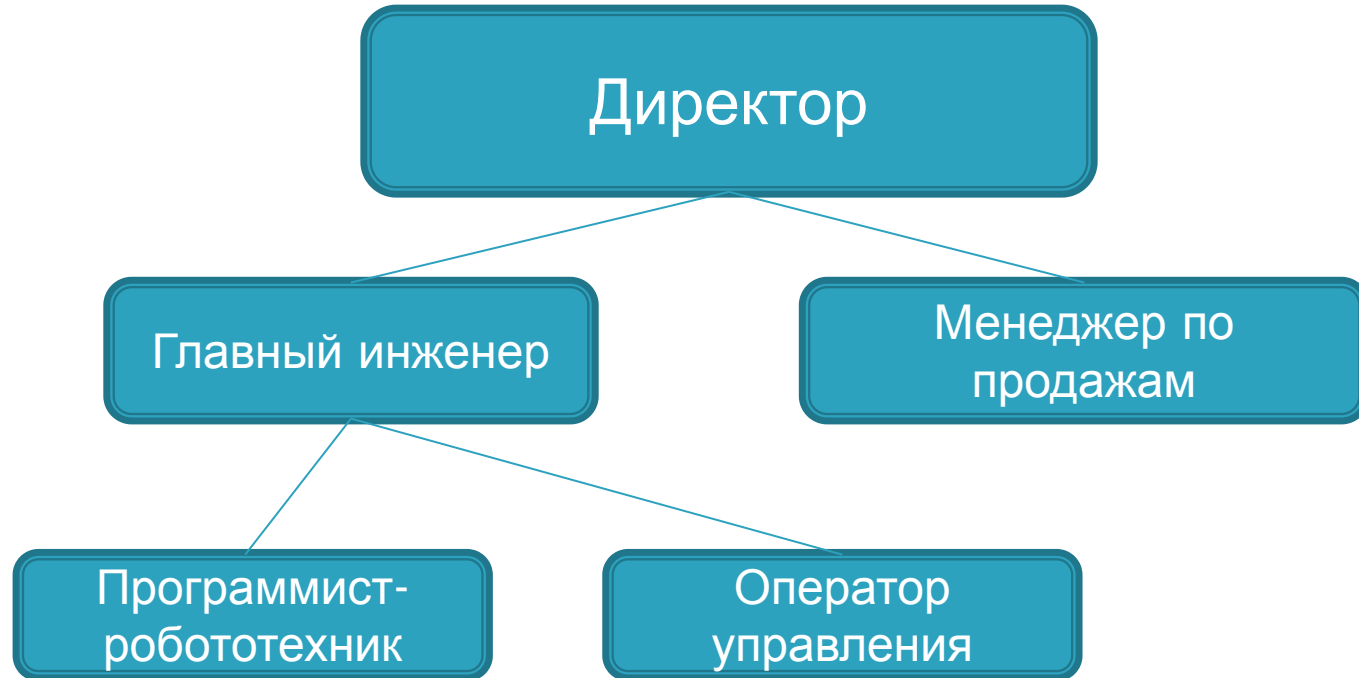 Директор
Главный инженер
Менеджер по
продажам
Программист-
робототехник
Оператор
управления